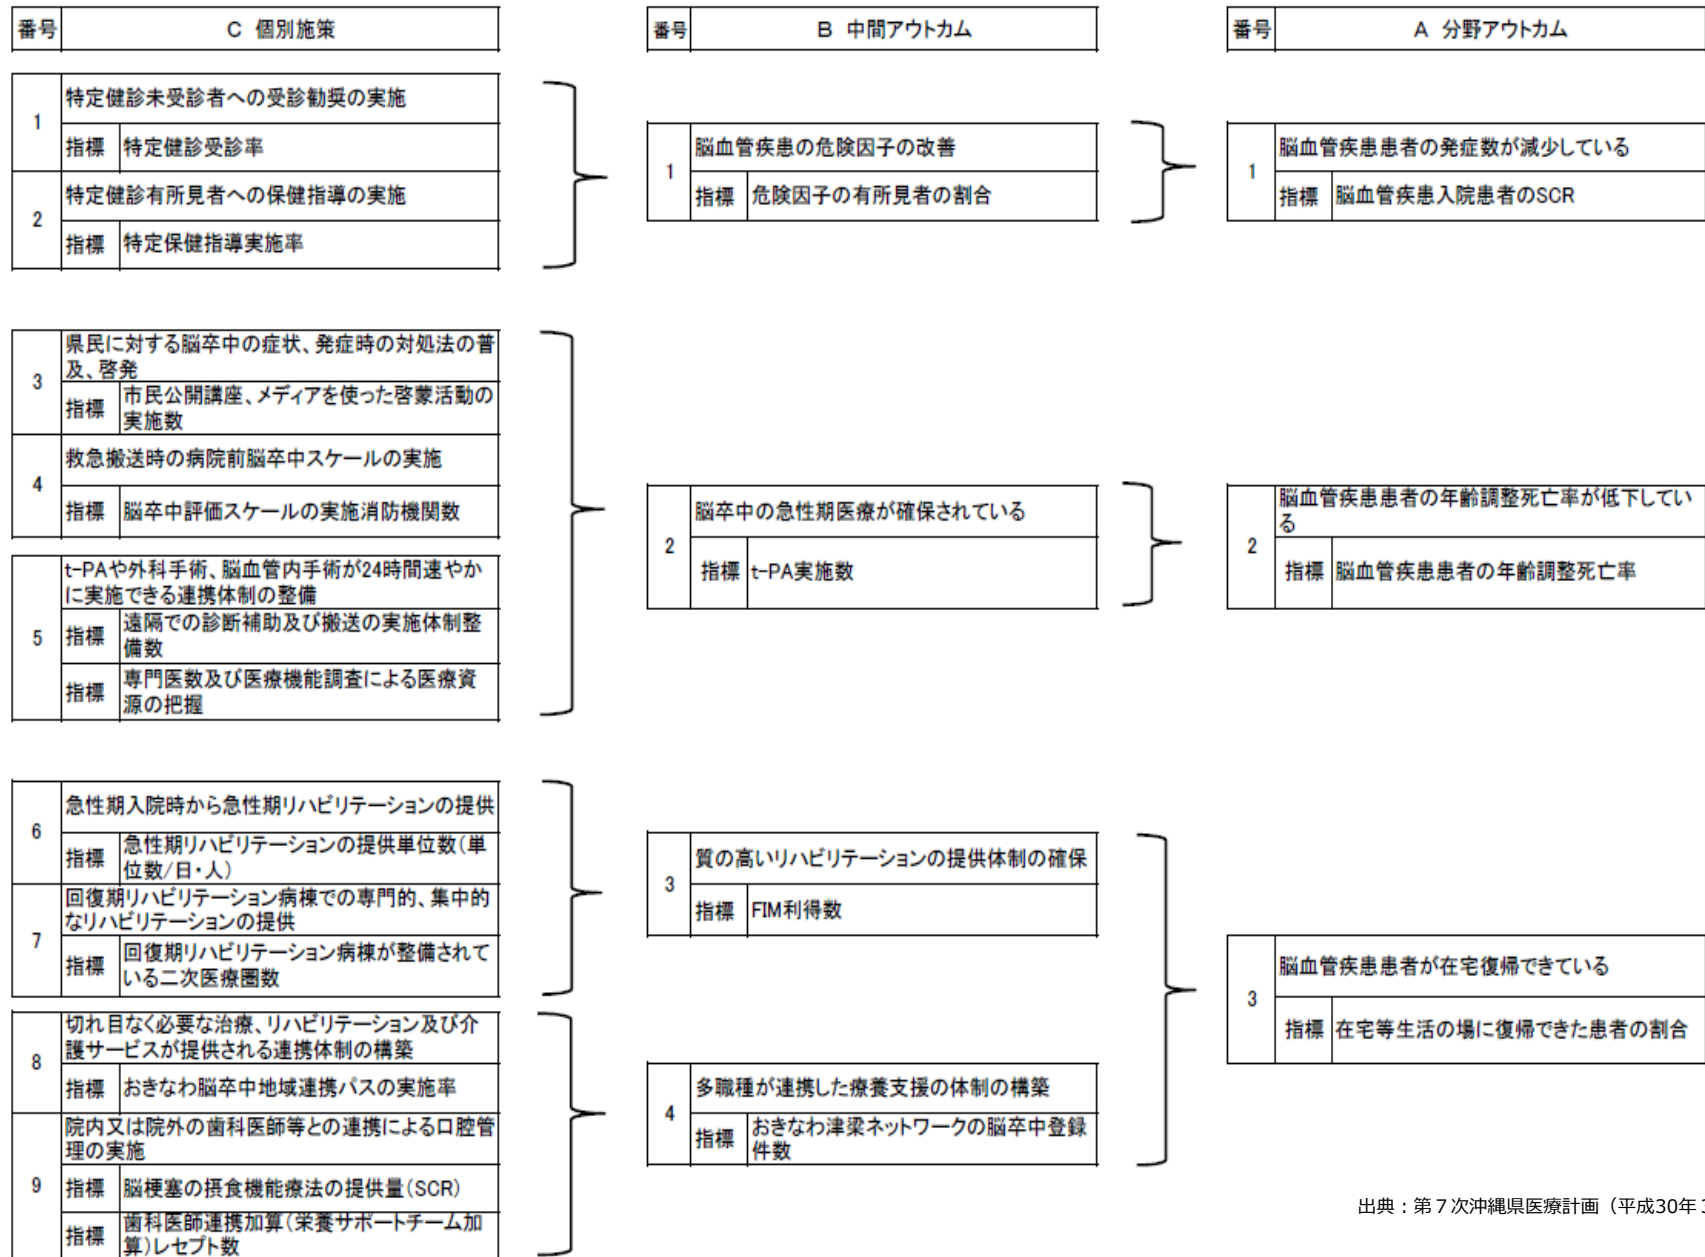 番号 C 個別施策
1
特定健診未受診者への受診勧奨の実施
指標 特定健診受診率
2
特定健診有所見者への保健指導の実施
指標 特定保健指導実施率
3
県民に対する脳卒中の症状、発症時の対処法の普
及、啓発
指標 市民公開講座、メディアを使った啓蒙活動の
実施数
4
救急搬送時の病院前脳卒中スケールの実施
指標 脳卒中評価スケールの実施消防機関数
5
t-PAや外科手術、脳血管内手術が24時間速やか
に実施できる連携体制の整備
指標 遠隔での診断補助及び搬送の実施体制整
備数
指標 専門医数及び医療機能調査による医療資
源の把握
6
急性期入院時から急性期リハビリテーションの提供
指標 急性期リハビリテーションの提供単位数(単
位数/日・人)
7
回復期リハビリテーション病棟での専門的、集中的
なリハビリテーションの提供
指標 回復期リハビリテーション病棟が整備されて
いる二次医療圏数
8
切れ目なく必要な治療、リハビリテーション及び介
護サービスが提供される連携体制の構築
指標 おきなわ脳卒中地域連携パスの実施率
9
院内又は院外の歯科医師等との連携による口腔管
理の実施
指標 脳梗塞の摂食機能療法の提供量(SCR)
指標 歯科医師連携加算(栄養サポートチーム加
算)レセプト数
番号 B 中間アウトカム
1
脳血管疾患の危険因子の改善
指標 危険因子の有所見者の割合
2
脳卒中の急性期医療が確保されている
指標 t-PA実施数
3
質の高いリハビリテーションの提供体制の確保
指標 FIM利得数
4
多職種が連携した療養支援の体制の構築
指標 おきなわ津梁ネットワークの脳卒中登録
件数
番号 A 分野アウトカム
1
脳血管疾患患者の発症数が減少している
指標 脳血管疾患入院患者のSCR
2
脳血管疾患患者の年齢調整死亡率が低下してい
る
指標 脳血管疾患患者の年齢調整死亡率
3
脳血管疾患患者が在宅復帰できている
指標 在宅等生活の場に復帰できた患者の割合
出典：第７次沖縄県医療計画（平成30年